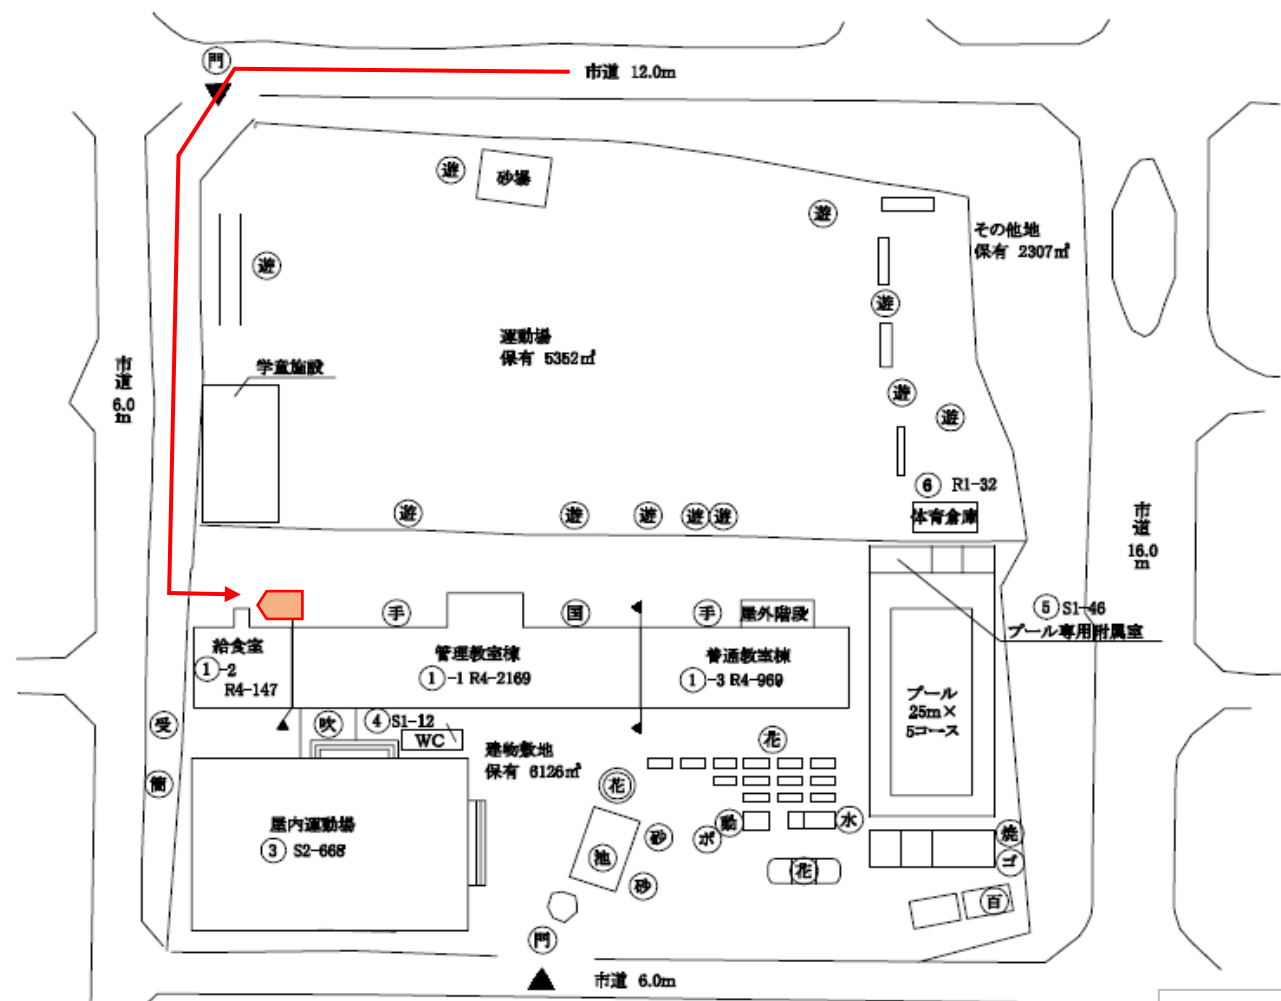 門
市道 12.0m
遊
砂場
遊
その他地
保有 2307㎡
遊
遊
運動場
保有 5352㎡
市道
6.0
m
学童施設
遊
遊
⑥ R1-32
体育倉庫
遊
遊
遊
遊
遊
市道
16.0
m
⑤ S1-46
プール専用附属室
手
国
手
屋外階段
給食室
①-2
R4-147
管理教室棟
①-1 R4-2169
普通教室棟
①-3 R4-969
プール
25m×
5コース
受
吹
④ S1-12
WC
建物敷地
保有 6126㎡
花
筒
花
屋内運動場
③ S2-668
池
砂
砂
ポ
動
水
花
焼
ゴ
百
門
市道 6.0m